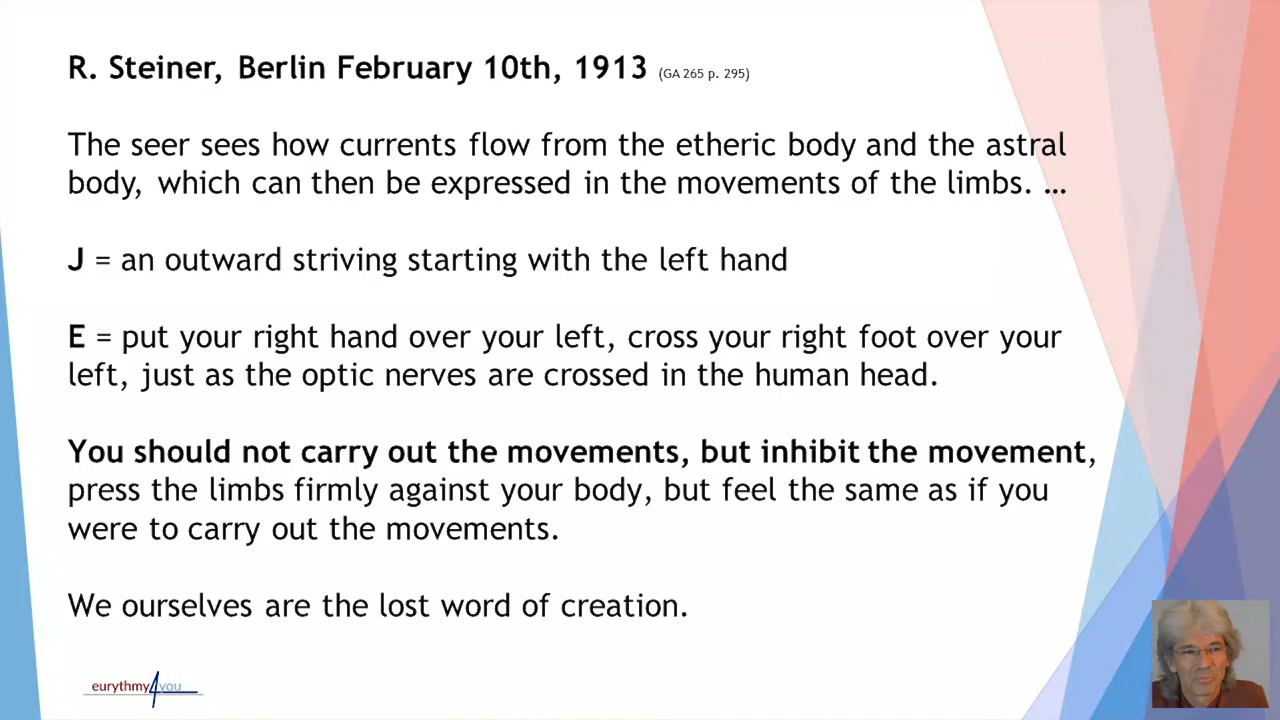 R. Steiner, Berlin February 10th, 1913 (GA 265 p. 295)
The seer sees how currents flow from the etheric body and the astral
body, which can then be expressed in the movements of the limbs. …
J = an outward striving starting with the left hand
E = put your right hand over your left, cross your right foot over your
left, just as the optic nerves are crossed in the human head.
You should not carry out the movements, but inhibit the movement,
press the limbs firmly against your body, but feel the same as if you
were to carry out the movements.
We ourselves are the lost word of creation.
eurythmy4you